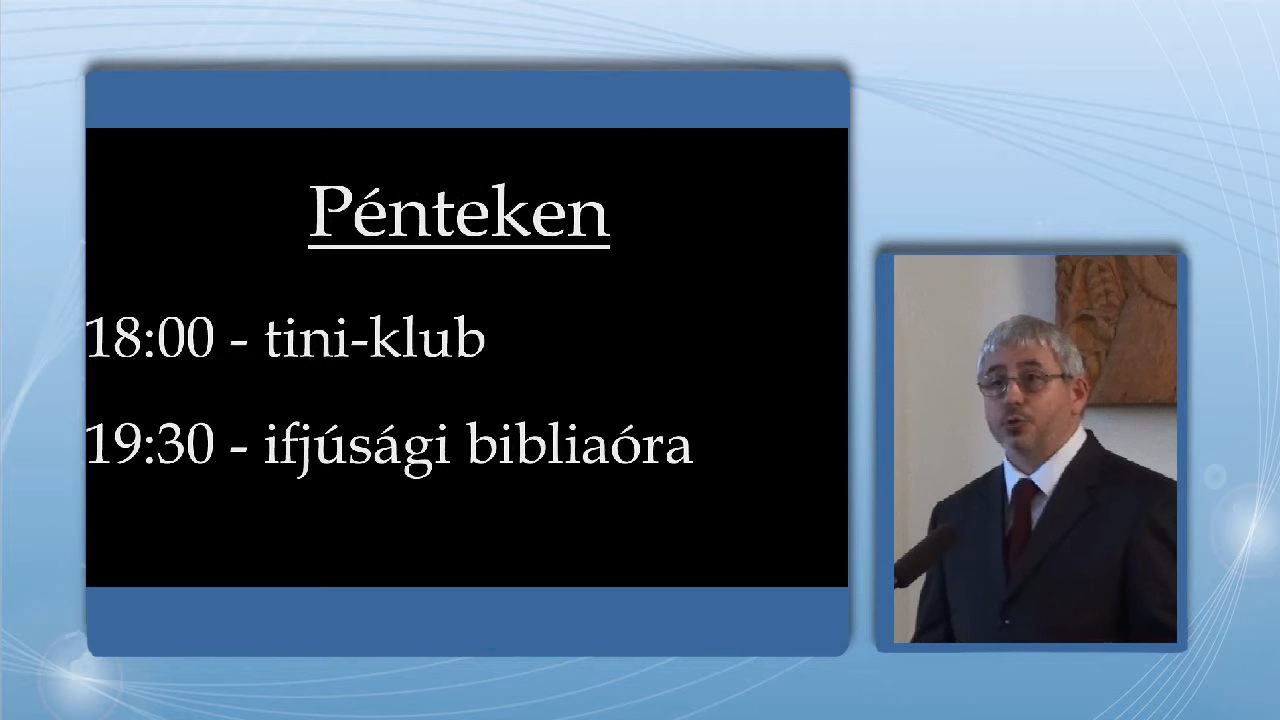 Pénteken
18:00 - tini-klub
19:30 - ifjúsági bibliaóra